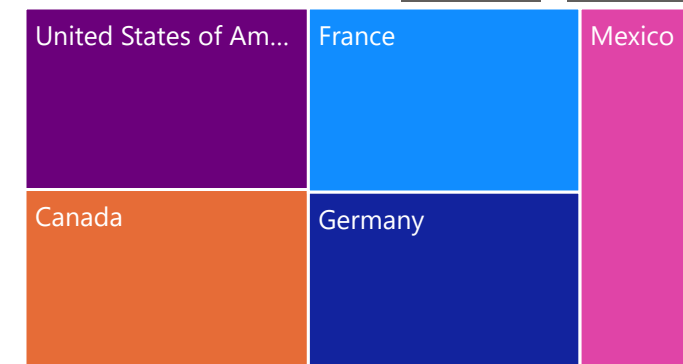 United States of Am...
France
Mexico
Canada
Germany